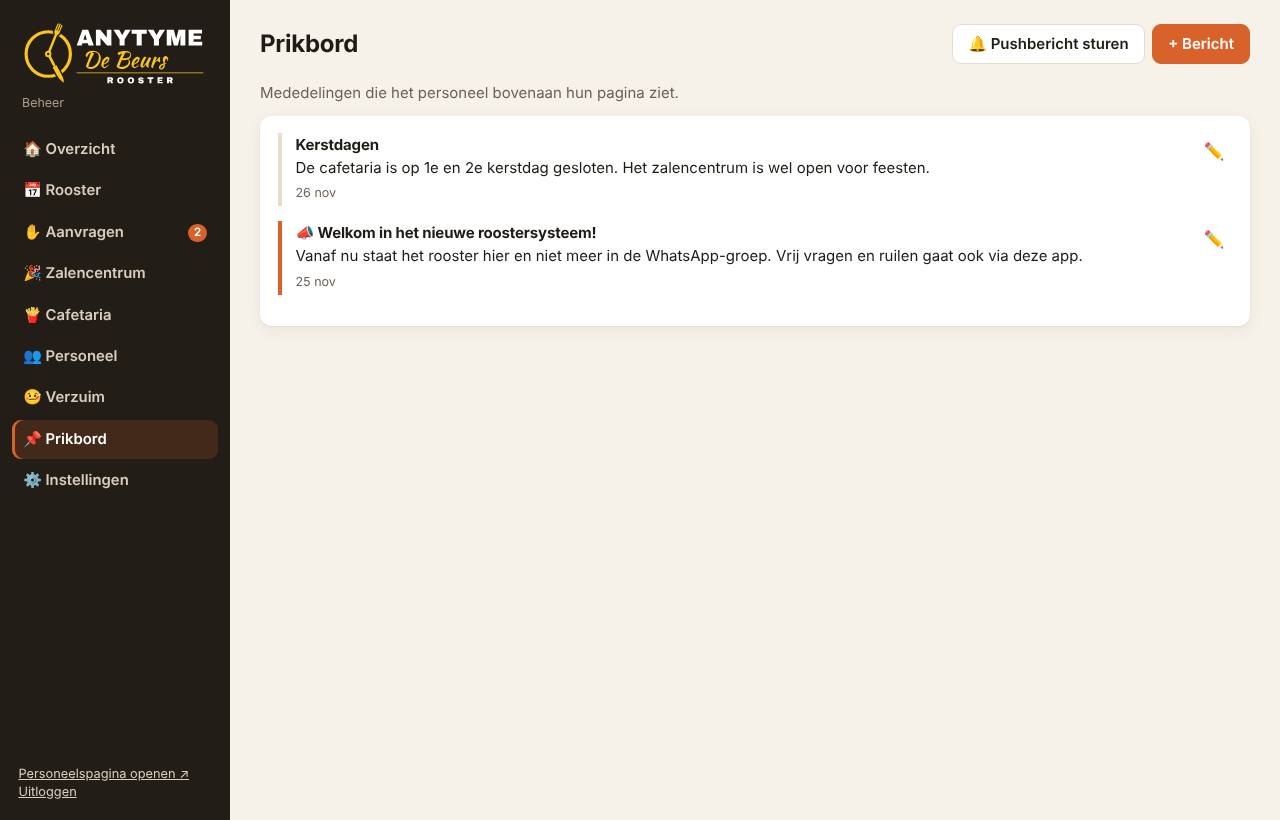 ANYTYME
De Beurs
ROOSTER
Beheer
🏠 Overzicht
📅 Rooster
✋ Aanvragen 2
🎉 Zalencentrum
🍟 Cafetaria
👥 Personeel
🤒 Verzuim
📌 Prikbord
⚙️ Instellingen
Personeelspagina openen ↗
Uitloggen
Prikbord
🔔 Pushbericht sturen
+ Bericht
Mededelingen die het personeel bovenaan hun pagina ziet.
Kerstdagen
De cafetaria is op 1e en 2e kerstdag gesloten. Het zalencentrum is wel open voor feesten.
26 nov
📣 Welkom in het nieuwe roostersysteem!
Vanaf nu staat het rooster hier en niet meer in de WhatsApp-groep. Vrij vragen en ruilen gaat ook via deze app.
25 nov